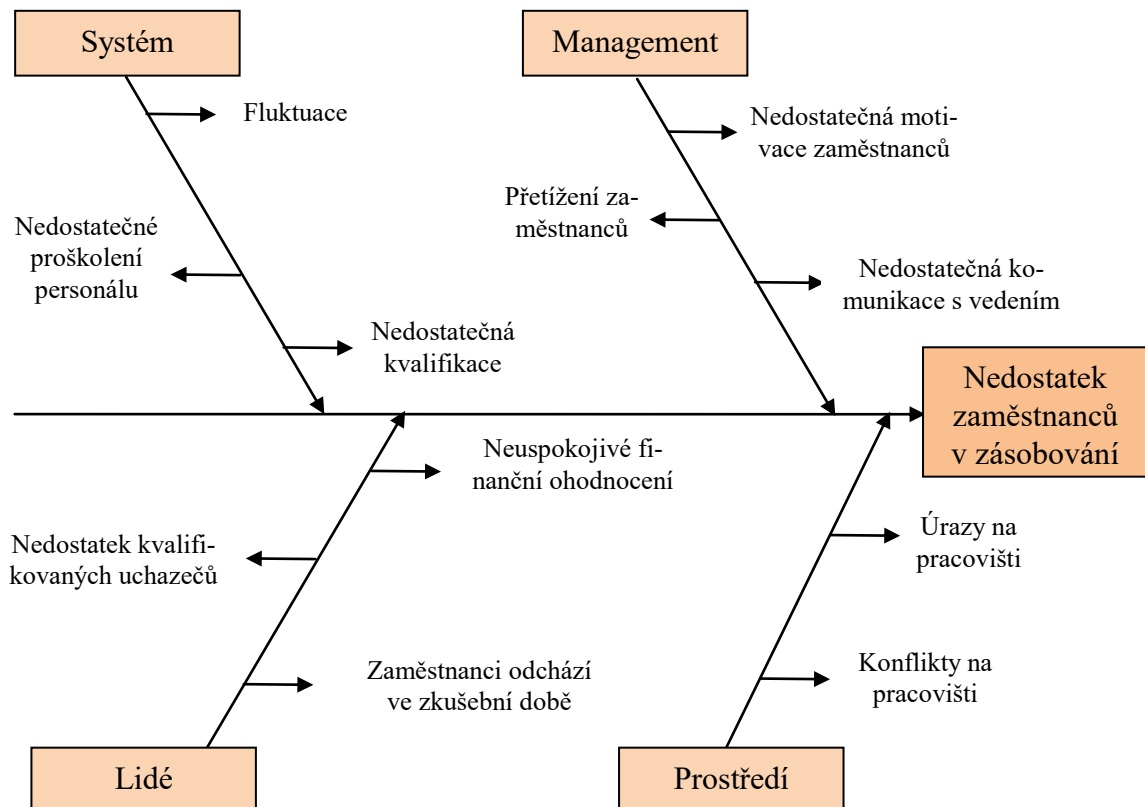 Systém
Management
Fluktuace
Nedostatečná moti-
vace zaměstnanců
Přetížení za-
městnanců
Nedostatečné
proškolení
personálu
Nedostatečná ko-
munikace s vedením
Nedostatečná
kvalifikace
Nedostatek
zaměstnanců
v zásobování
Neuspokojivé fi-
nanční ohodnocení
Nedostatek kvalifi-
kovaných uchazečů
Úrazy na
pracovišti
Zaměstnanci odchází
ve zkušební době
Konflikty na
pracovišti
Lidé
Prostředí